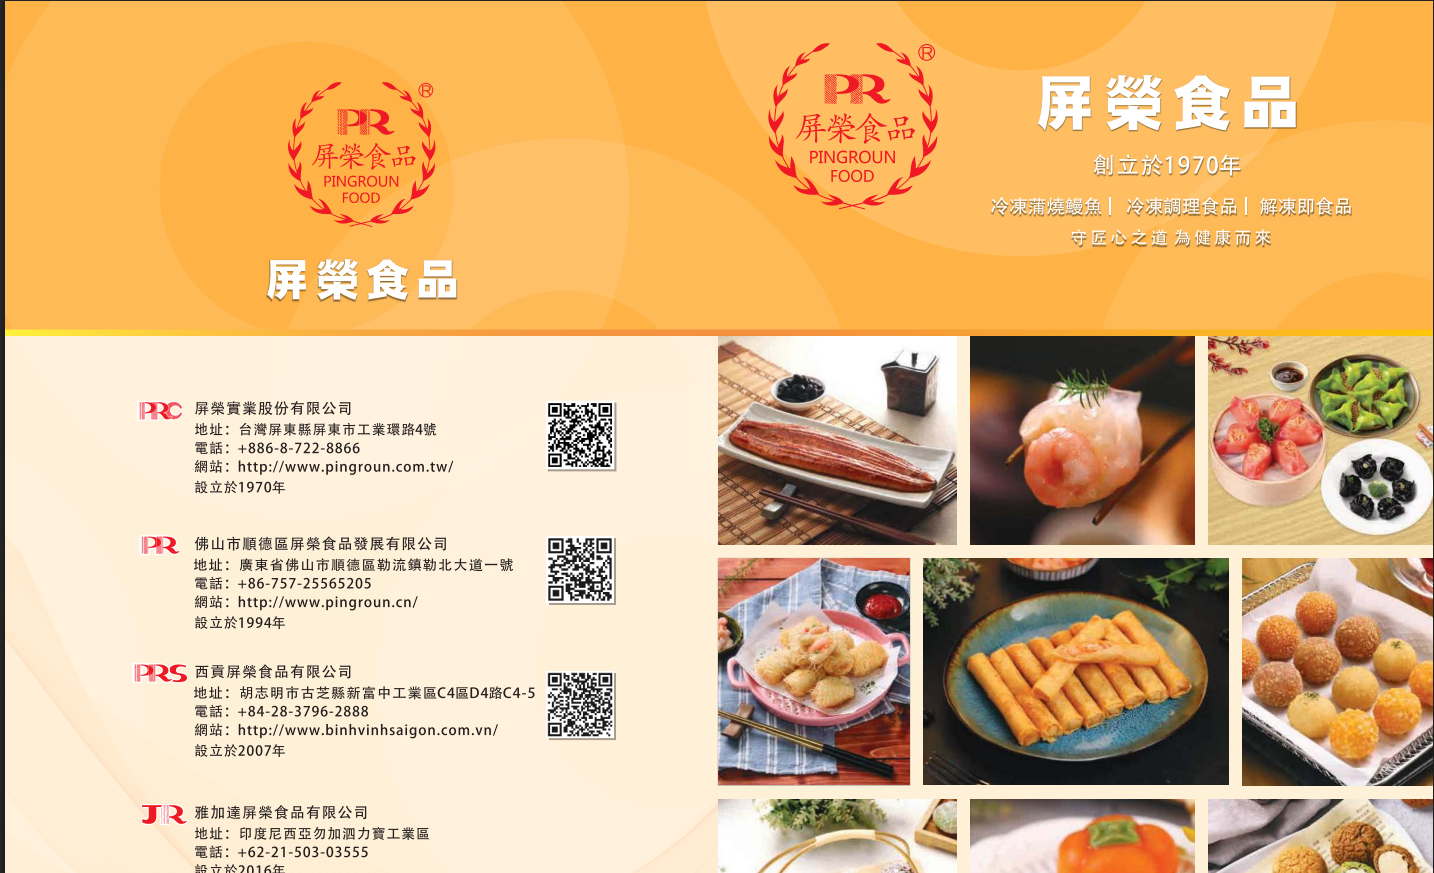 PR
屏榮食品
PINGROUN
FOOD
®
屏榮食品
PR
屏榮食品
PINGROUN
FOOD
®
屏榮食品
創立於1970年
冷凍蒲燒鰻魚| 冷凍調理食品| 解凍即食品
守匠心之道 為健康而來
PRC
屏榮實業股份有限公司
地址：台灣屏東縣屏東市工業環路4號
電話：+886-8-722-8866
網站：http://www.pingroun.com.tw/
設立於1970年
PR
佛山市順德區屏榮食品發展有限公司
地址：廣東省佛山市順德區勒流鎮勒北大道一號
電話：+86-757-25565205
網站：http://www.pingroun.cn/
設立於1994年
PRS
西貢屏榮食品有限公司
地址：胡志明市古芝縣新富中工業區C4區D4路C4-5
電話：+84-28-3796-2888
網站：http://www.binhvinhsaigon.com.vn/
設立於2007年
JR
雅加達屏榮食品有限公司
地址：印度尼西亞勿加泗力寶工業區
電話：+62-21-503-03555
設立於2016年